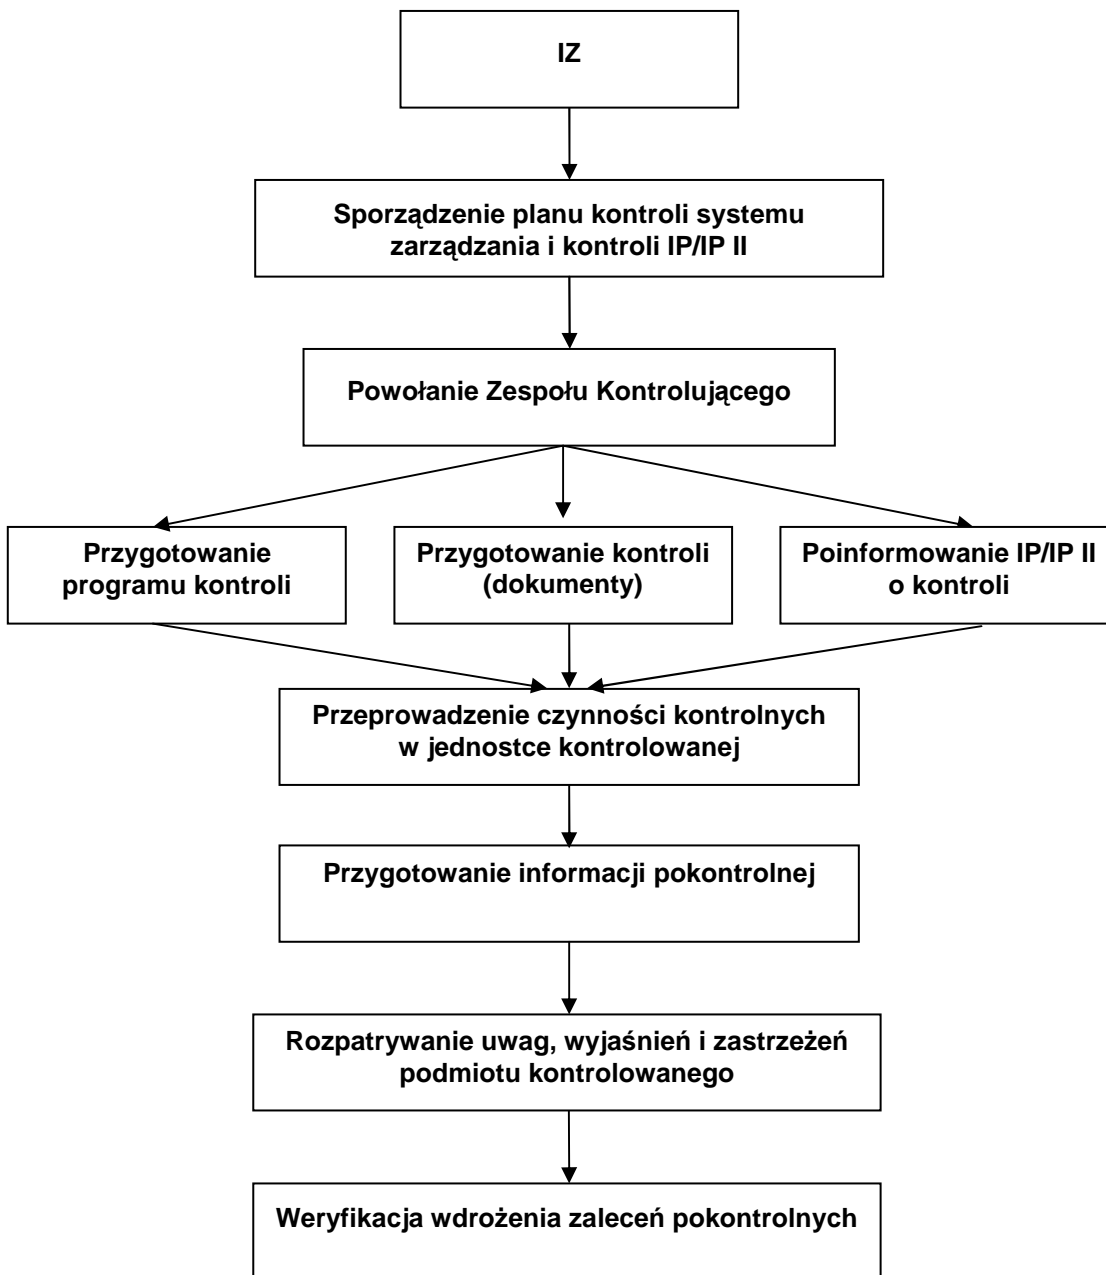 IZ
Sporządzenie planu kontroli systemu
zarządzania i kontroli IP/IP II
Powołanie Zespołu Kontrolującego
Przygotowanie
programu kontroli
Przygotowanie kontroli
(dokumenty)
Poinformowanie IP/IP II
o kontroli
Przeprowadzenie czynności kontrolnych
w jednostce kontrolowanej
Przygotowanie informacji pokontrolnej
Rozpatrywanie uwag, wyjaśnień i zastrzeżeń
podmiotu kontrolowanego
Weryfikacja wdrożenia zaleceń pokontrolnych